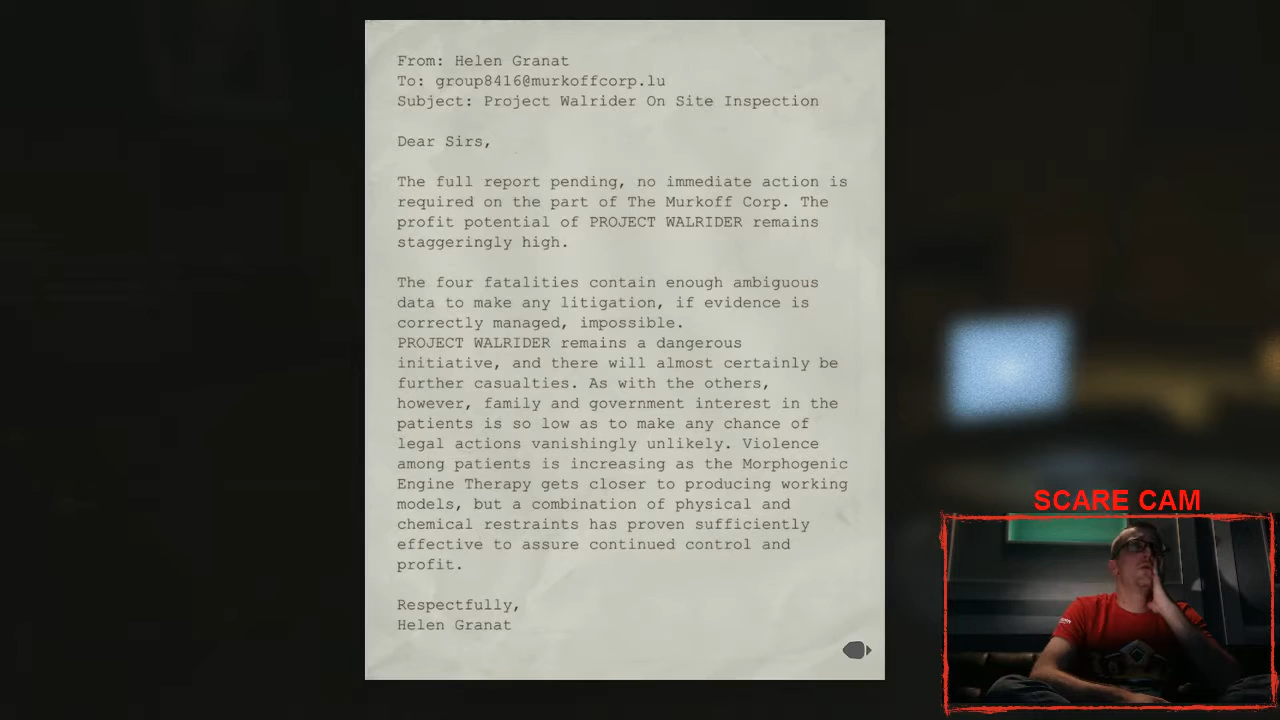 From: Helen Granat
To: group8416@murkoffcorp.lu
Subject: Project Walrider On Site Inspection
Dear Sirs,
The full report pending, no immediate action is
required on the part of The Murkoff Corp. The
profit potential of PROJECT WALRIDER remains
staggeringly high.
The four fatalities contain enough ambiguous
data to make any litigation, if evidence is
correctly managed, impossible.
PROJECT WALRIDER remains a dangerous
initiative, and there will almost certainly be
further casualties. As with the others,
however, family and government interest in the
patients is so low as to make any chance of
legal actions vanishingly unlikely. Violence
among patients is increasing as the Morphogenic
Engine Therapy gets closer to producing working
models, but a combination of physical and
chemical restraints has proven sufficiently
effective to assure continued control and
profit.
Respectfully,
Helen Granat
SCARE CAM